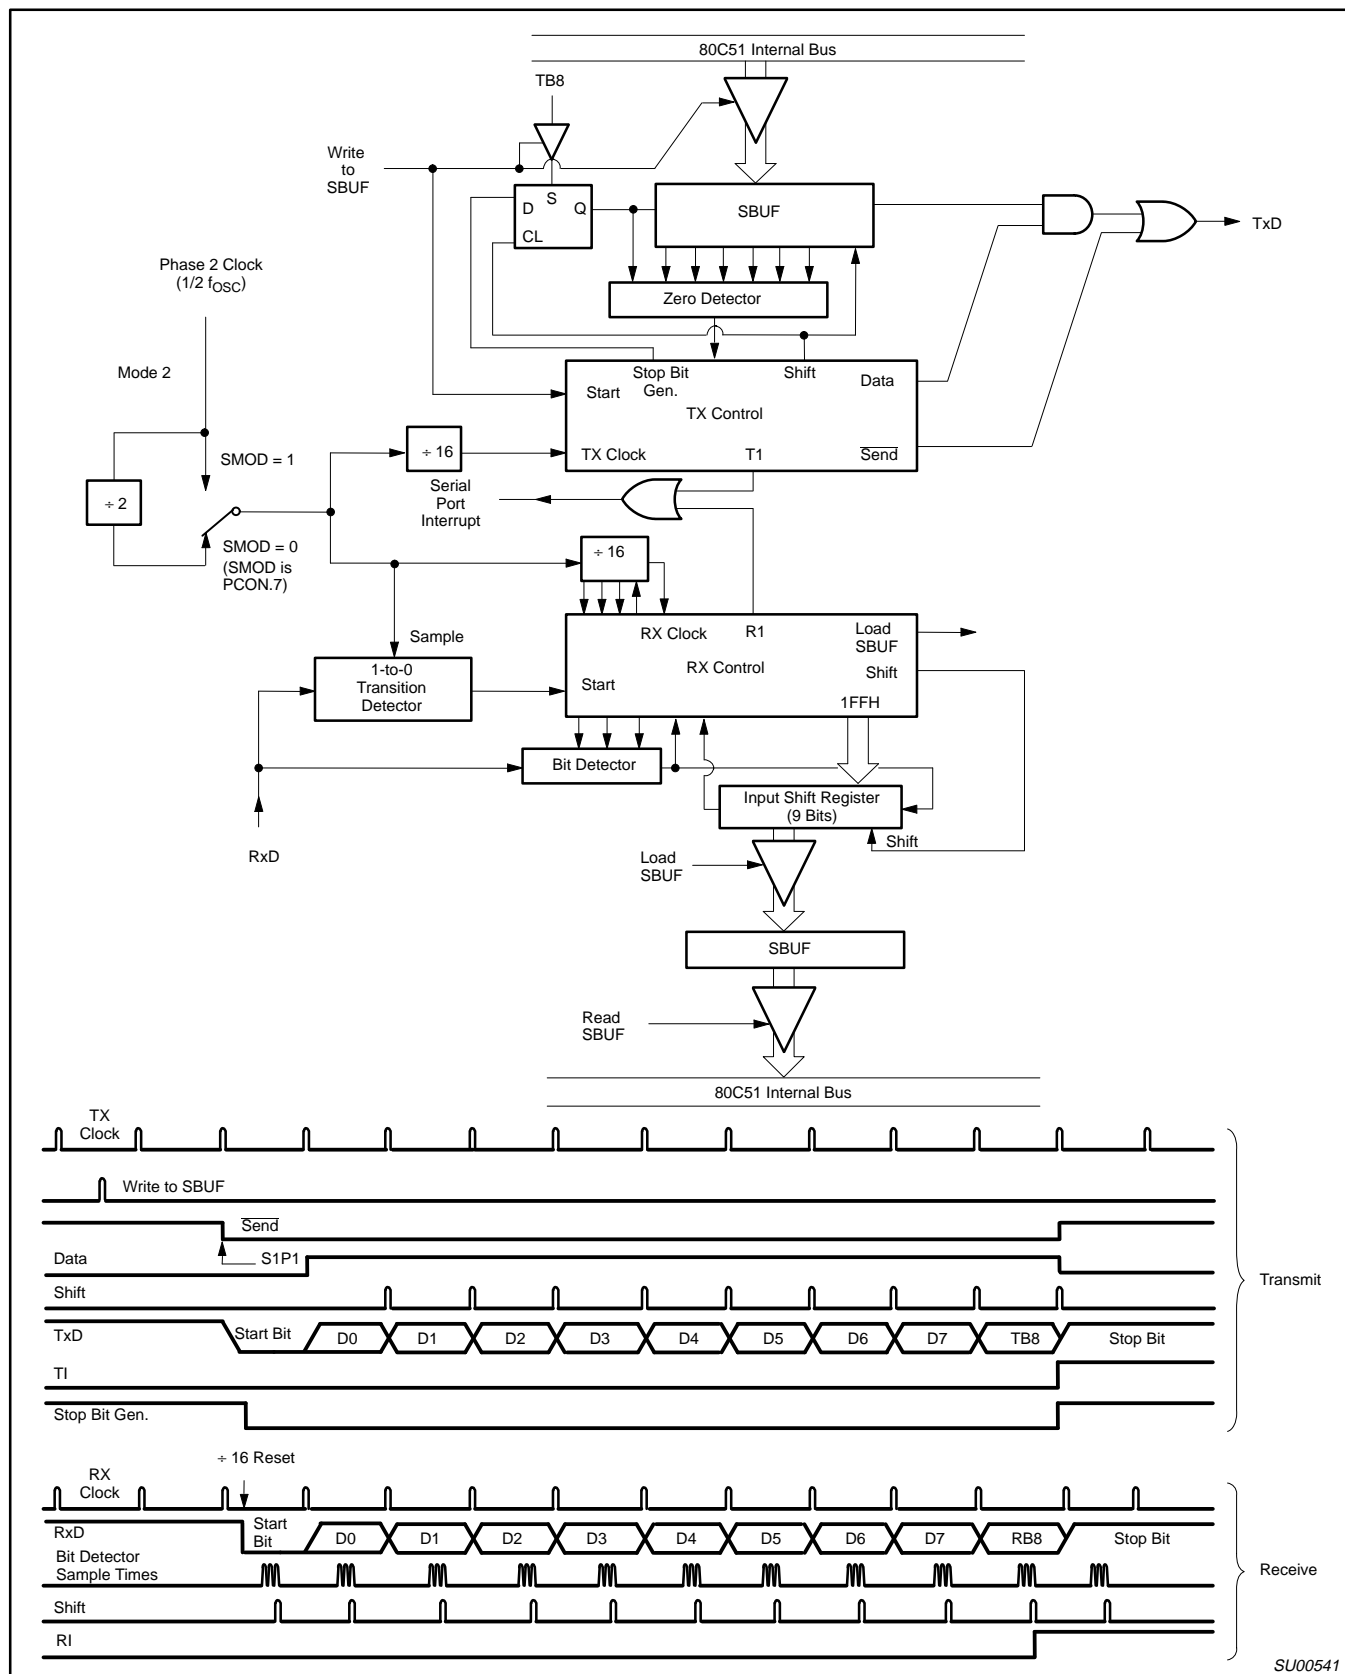 80C51 Internal Bus
TB8
Write
to
SBUF
S
D
Q
CL
SBUF
TxD
Phase 2 Clock
(1/2 fOSC)
Zero Detector
Mode 2
Stop Bit
Gen.
Shift
Data
Start
TX Control
SMOD = 1
÷ 16
TX Clock
T1
Send
÷ 2
Serial
Port
Interrupt
SMOD = 0
(SMOD is
PCON.7)
÷ 16
Sample
RX Clock
R1
Load
SBUF
RX Control
Shift
1-to-0
Transition
Detector
Start
1FFH
Bit Detector
Input Shift Register
(9 Bits)
Shift
RxD
Load
SBUF
SBUF
Read
SBUF
80C51 Internal Bus
TX
Clock
Write to SBUF
Send
Data
S1P1
Shift
TxD
Start Bit
D0
D1
D2
D3
D4
D5
D6
D7
TB8
Stop Bit
TI
Stop Bit Gen.
Transmit
÷ 16 Reset
RX
Clock
RxD
Start
Bit
D0
D1
D2
D3
D4
D5
D6
D7
RB8
Stop Bit
Bit Detector
Sample Times
Shift
RI
Receive
SU00541